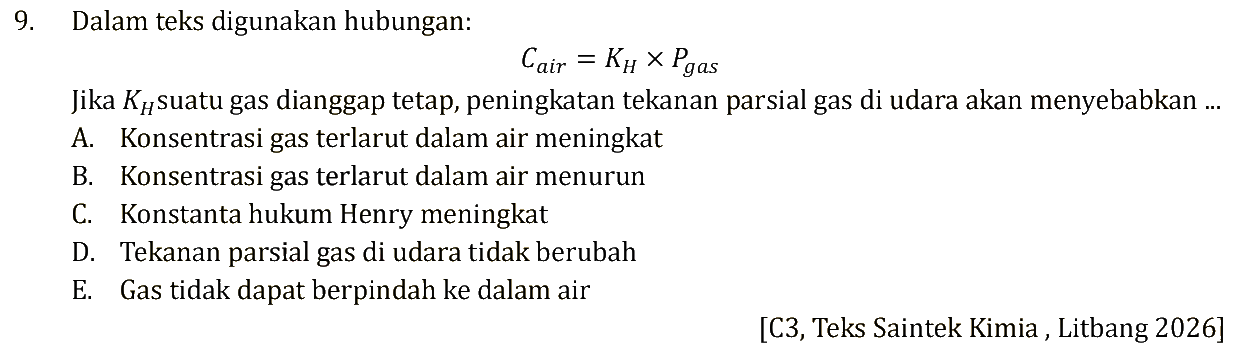 9. Dalam teks digunakan hubungan:
C_air = K_H × P_gas
Jika K_H suatu gas dianggap tetap, peningkatan tekanan parsial gas di udara akan menyebabkan ...
A. Konsentrasi gas terlarut dalam air meningkat
B. Konsentrasi gas terlarut dalam air menurun
C. Konstanta hukum Henry meningkat
D. Tekanan parsial gas di udara tidak berubah
E. Gas tidak dapat berpindah ke dalam air
[C3, Teks Saintek Kimia , Litbang 2026]